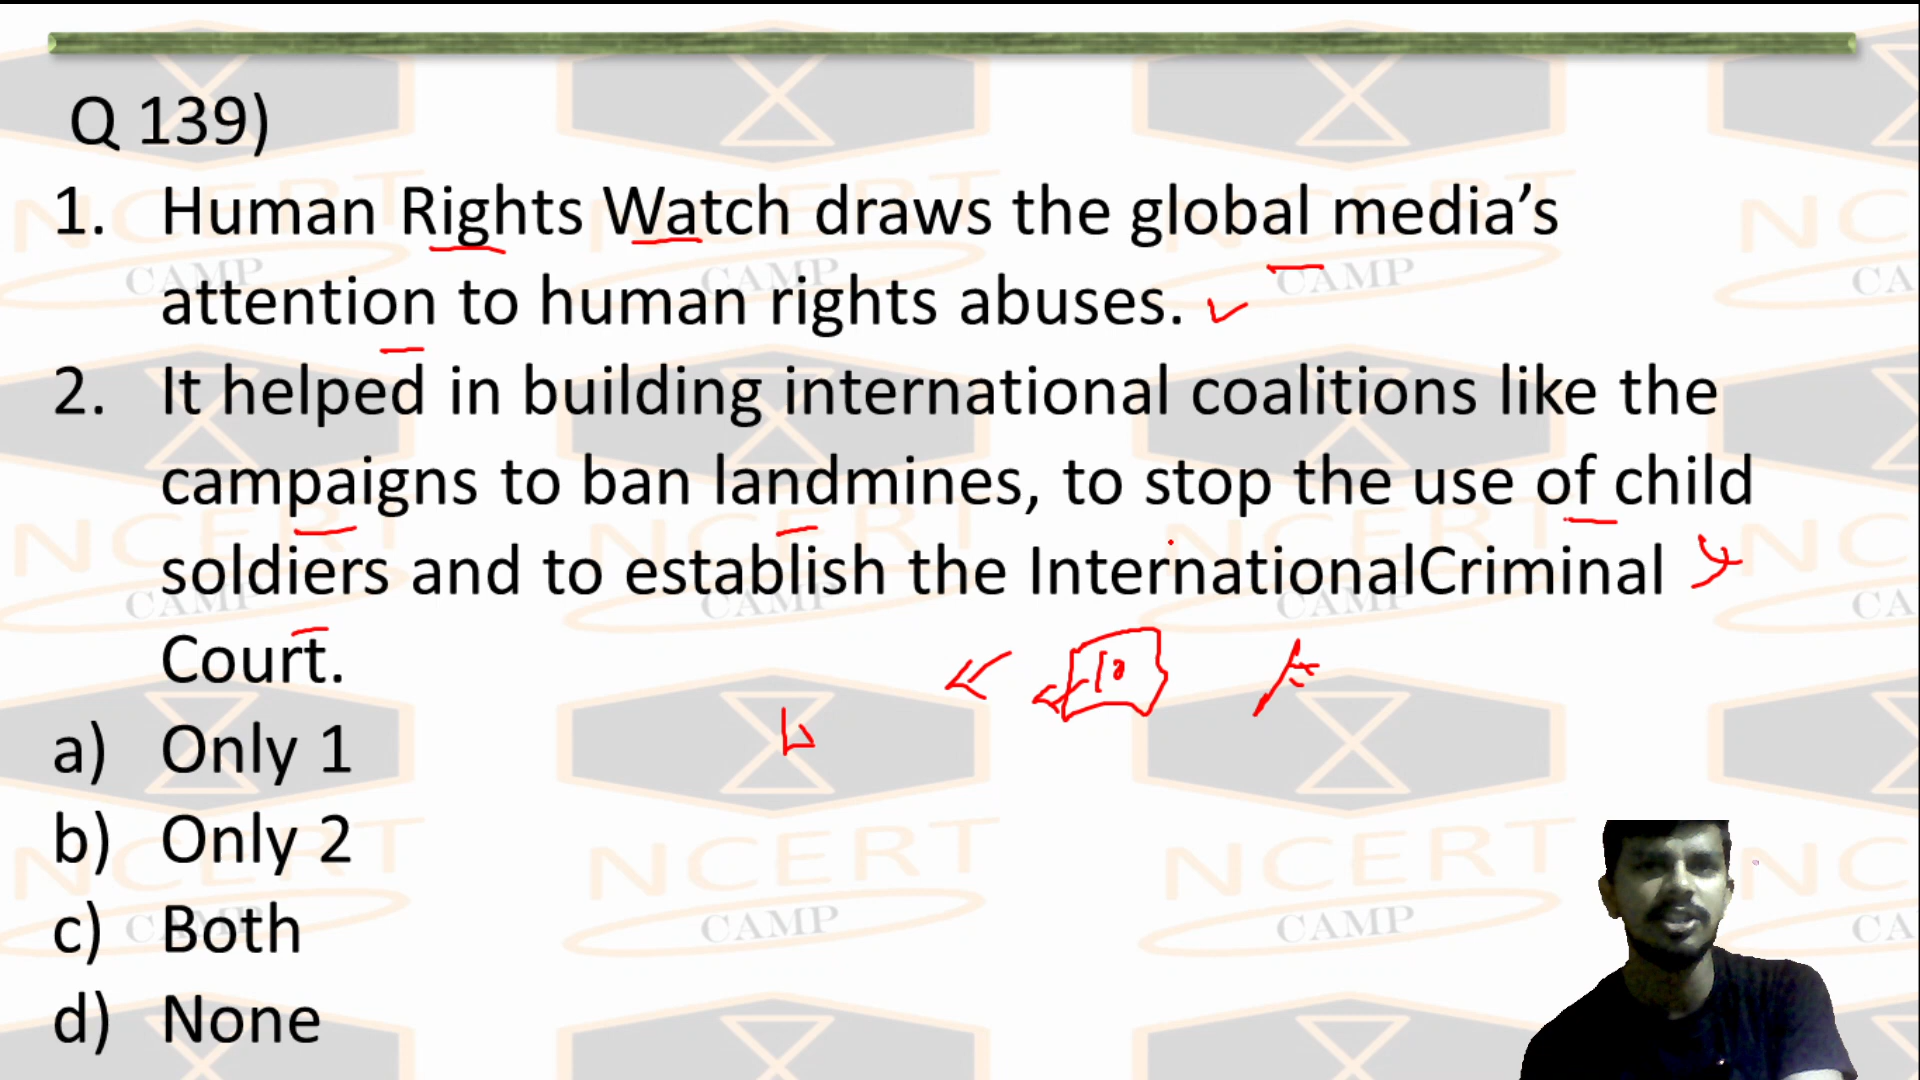 Q 139)
1. Human Rights Watch draws the global media’s
attention to human rights abuses.
2. It helped in building international coalitions like the
campaigns to ban landmines, to stop the use of child
soldiers and to establish the InternationalCriminal
Court.
a) Only 1
b) Only 2
c) Both
d) None
NCERT CAMP